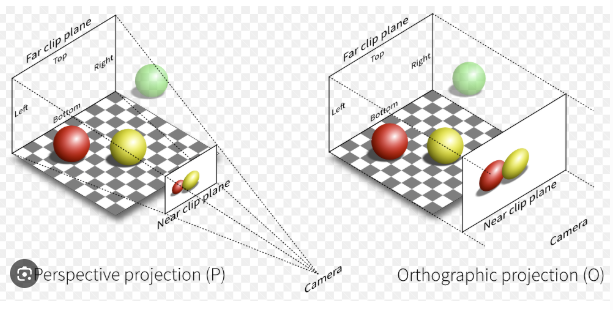 Far clip plane
Top
Right
Left
Bottom
Near clip plane
Camera
Perspective projection (P)
Far clip plane
Top
Right
Left
Bottom
Near clip plane
Camera
Orthographic projection (O)